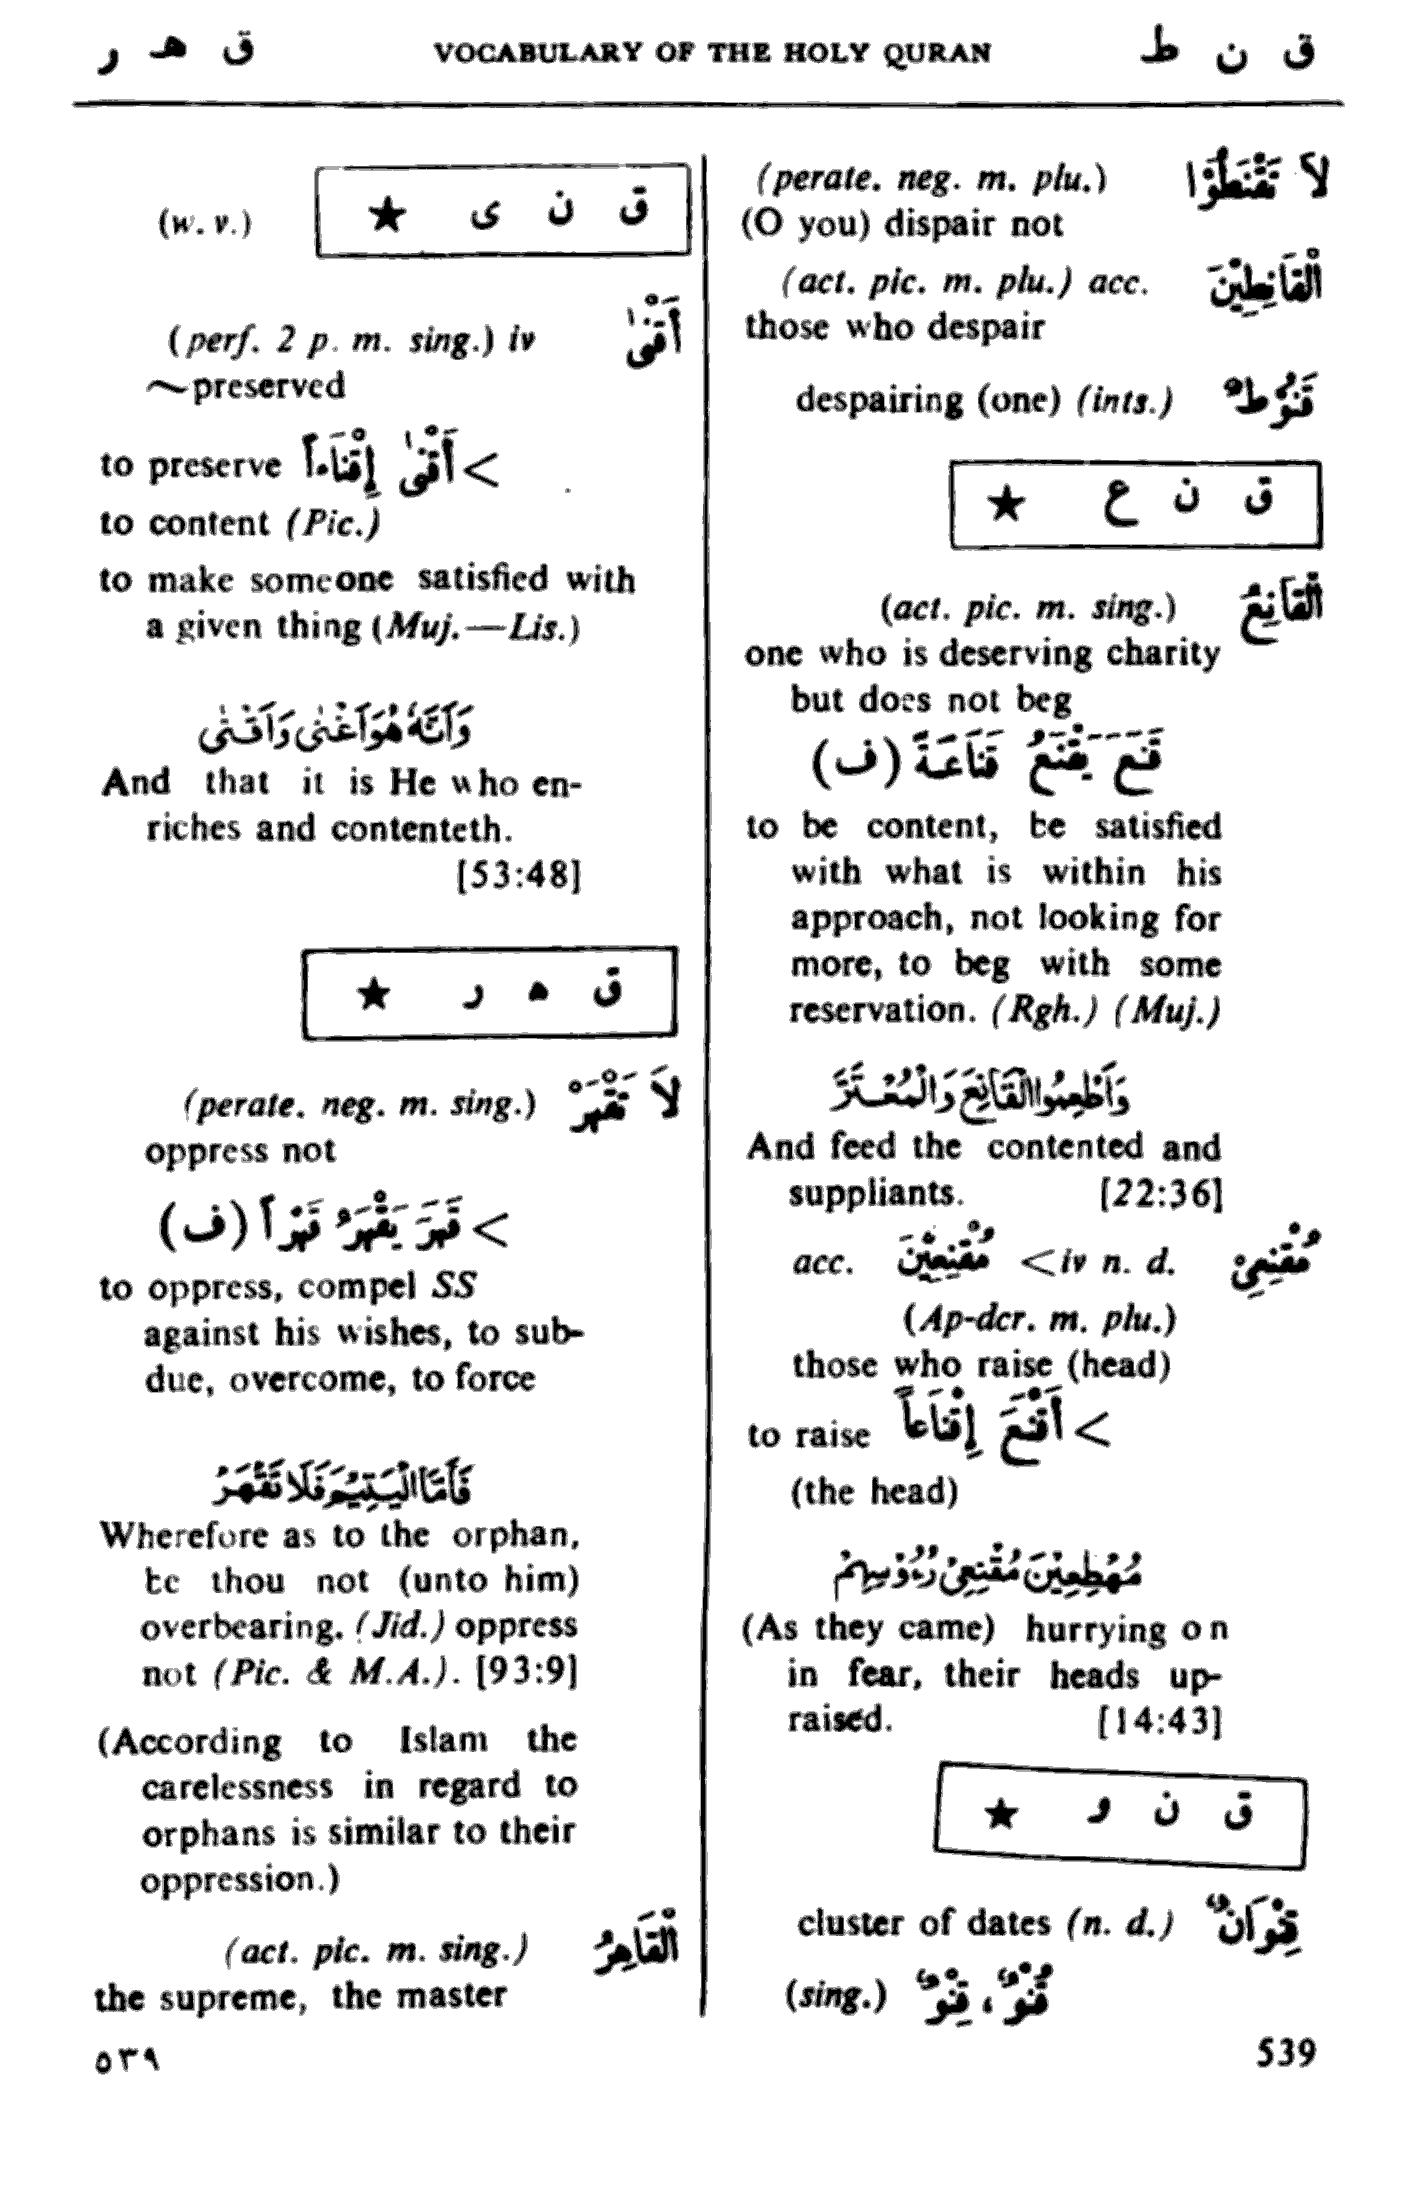 ق ن ط VOCABULARY OF THE HOLY QURAN ق هـ ر
لاَ تَقْنَطُوْا (perate. neg. m. plu.)
(O you) dispair not
الْقَانِطِيْنَ (act. pic. m. plu.) acc.
those who despair
قَنُوْطٌ despairing (one) (ints.)
ق ن ع ★
الْقَانِعُ (act. pic. m. sing.)
one who is deserving charity
but does not beg
قَنَعَ يَقْنَعُ قَنَاعَةً (ف)
to be content, be satisfied
with what is within his
approach, not looking for
more, to beg with some
reservation. (Rgh.) (Muj.)
وَاَطْعِمُوا الْقَانِعَ وَالْمُعْتَرَّ
And feed the contented and
suppliants. [22:36]
مُقْنِعِيْ acc. مُقْنِعِيْنَ <iv n. d.
(Ap-dcr. m. plu.)
those who raise (head)
to raise أَقْنَعَ إِقْنَاعاً <
(the head)
مُهْطِعِيْنَ مُقْنِعِيْ رُءُوْسِهِمْ
(As they came) hurrying on
in fear, their heads up-
raised. [14:43]
ق ن و ★
قِنْوَانٌ cluster of dates (n. d.)
(sing.) قُنْوٌ ، قِنْوٌ
ق ن ى ★ (w. v.)
أَقْنٰى (perf. 2 p. m. sing.) iv
~preserved
to preserve أَقْنٰى إِقْنَاءاً <
to content (Pic.)
to make someone satisfied with
a given thing (Muj.—Lis.)
وَاَنَّهٗ هُوَ اَغْنٰى وَاَقْنٰى
And that it is He who en-
riches and contenteth.
[53:48]
ق ه ر ★
لاَ تَقْهَرْ (perate. neg. m. sing.)
oppress not
قَهَرَ يَقْهَرُ قَهْراً (ف) <
to oppress, compel SS
against his wishes, to sub-
due, overcome, to force
فَاَمَّا الْيَتِيْمَ فَلَا تَقْهَرْ
Wherefore as to the orphan,
be thou not (unto him)
overbearing. (Jid.) oppress
not (Pic. & M.A.). [93:9]
(According to Islam the
carelessness in regard to
orphans is similar to their
oppression.)
الْقَاهِرُ (act. pic. m. sing.)
the supreme, the master
539 ٥٣٩